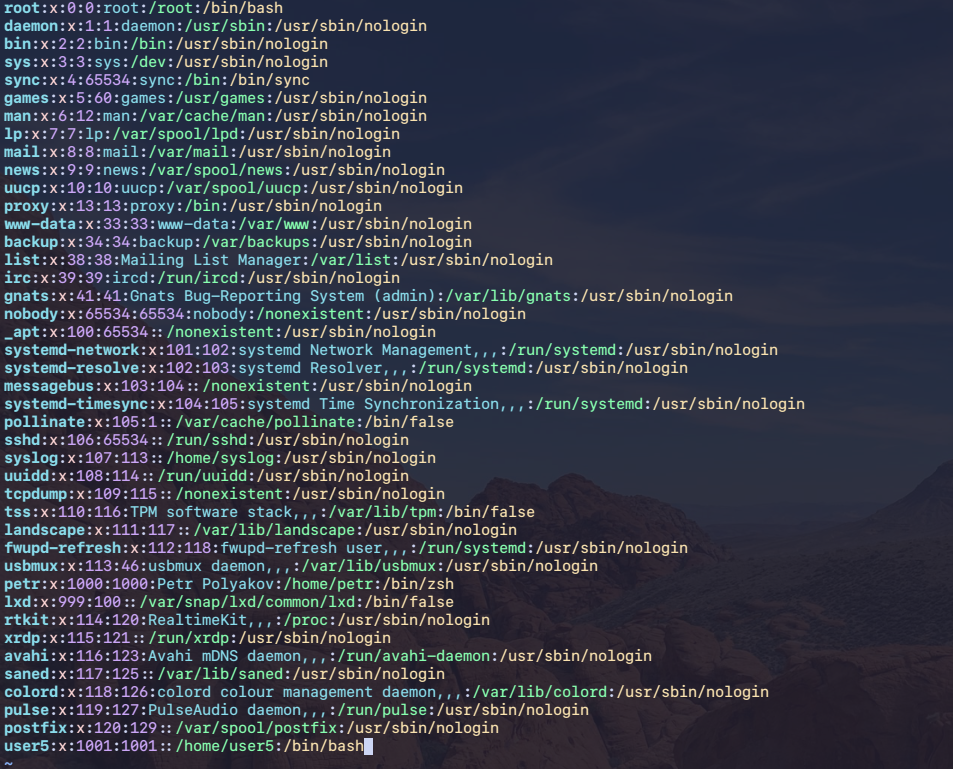 root:x:0:0:root:/root:/bin/bash
daemon:x:1:1:daemon:/usr/sbin:/usr/sbin/nologin
bin:x:2:2:bin:/bin:/usr/sbin/nologin
sys:x:3:3:sys:/dev:/usr/sbin/nologin
sync:x:4:65534:sync:/bin:/bin/sync
games:x:5:60:games:/usr/games:/usr/sbin/nologin
man:x:6:12:man:/var/cache/man:/usr/sbin/nologin
lp:x:7:7:lp:/var/spool/lpd:/usr/sbin/nologin
mail:x:8:8:mail:/var/mail:/usr/sbin/nologin
news:x:9:9:news:/var/spool/news:/usr/sbin/nologin
uucp:x:10:10:uucp:/var/spool/uucp:/usr/sbin/nologin
proxy:x:13:13:proxy:/bin:/usr/sbin/nologin
www-data:x:33:33:www-data:/var/www:/usr/sbin/nologin
backup:x:34:34:backup:/var/backups:/usr/sbin/nologin
list:x:38:38:Mailing List Manager:/var/list:/usr/sbin/nologin
irc:x:39:39:ircd:/run/ircd:/usr/sbin/nologin
gnats:x:41:41:Gnats Bug-Reporting System (admin):/var/lib/gnats:/usr/sbin/nologin
nobody:x:65534:65534:nobody:/nonexistent:/usr/sbin/nologin
_apt:x:100:65534::/nonexistent:/usr/sbin/nologin
systemd-network:x:101:102:systemd Network Management,,,:/run/systemd:/usr/sbin/nologin
systemd-resolve:x:102:103:systemd Resolver,,,:/run/systemd:/usr/sbin/nologin
messagebus:x:103:104::/nonexistent:/usr/sbin/nologin
systemd-timesync:x:104:105:systemd Time Synchronization,,,:/run/systemd:/usr/sbin/nologin
pollinate:x:105:1::/var/cache/pollinate:/bin/false
sshd:x:106:65534::/run/sshd:/usr/sbin/nologin
syslog:x:107:113::/home/syslog:/usr/sbin/nologin
uuidd:x:108:114::/run/uuidd:/usr/sbin/nologin
tcpdump:x:109:115::/nonexistent:/usr/sbin/nologin
tss:x:110:116:TPM software stack,,,:/var/lib/tpm:/bin/false
landscape:x:111:117::/var/lib/landscape:/usr/sbin/nologin
fwupd-refresh:x:112:118:fwupd-refresh user,,,:/run/systemd:/usr/sbin/nologin
usbmux:x:113:46:usbmux daemon,,,:/var/lib/usbmux:/usr/sbin/nologin
petr:x:1000:1000:Petr Polyakov:/home/petr:/bin/zsh
lxd:x:999:100::/var/snap/lxd/common/lxd:/bin/false
rtkit:x:114:120:RealtimeKit,,,:/proc:/usr/sbin/nologin
xrdp:x:115:121::/run/xrdp:/usr/sbin/nologin
avahi:x:116:123:Avahi mDNS daemon,,,:/run/avahi-daemon:/usr/sbin/nologin
saned:x:117:125::/var/lib/saned:/usr/sbin/nologin
colord:x:118:126:colord colour management daemon,,,:/var/lib/colord:/usr/sbin/nologin
pulse:x:119:127:PulseAudio daemon,,,:/run/pulse:/usr/sbin/nologin
postfix:x:120:129::/var/spool/postfix:/usr/sbin/nologin
user5:x:1001:1001::/home/user5:/bin/bash
~